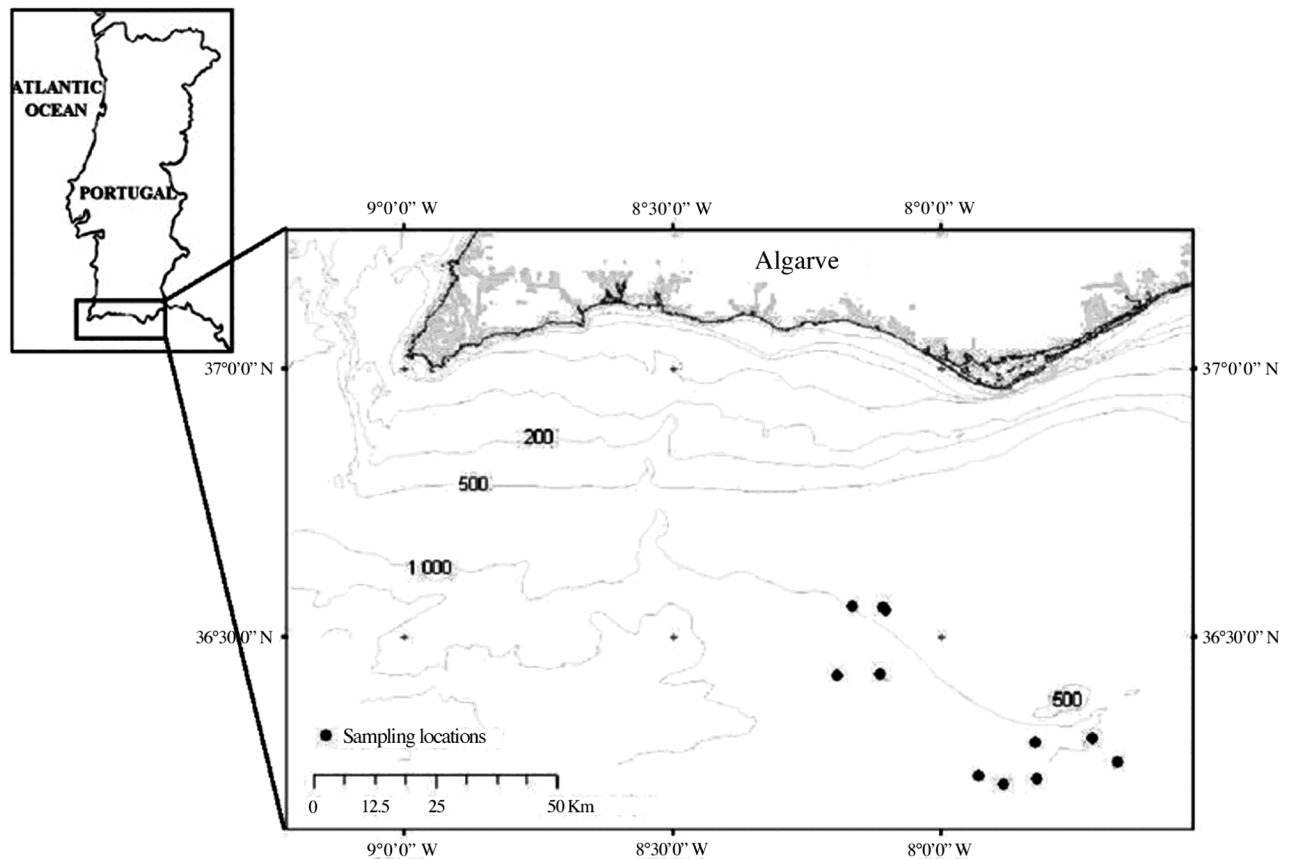 ATLANTIC
OCEAN
PORTUGAL
9°0'0” W
8°30'0” W
8°0'0” W
Algarve
37°0'0” N
37°0'0” N
200
500
1 000
36°30'0” N
36°30'0” N
500
Sampling locations
0 12.5 25 50 Km
9°0'0” W
8°30'0” W
8°0'0” W